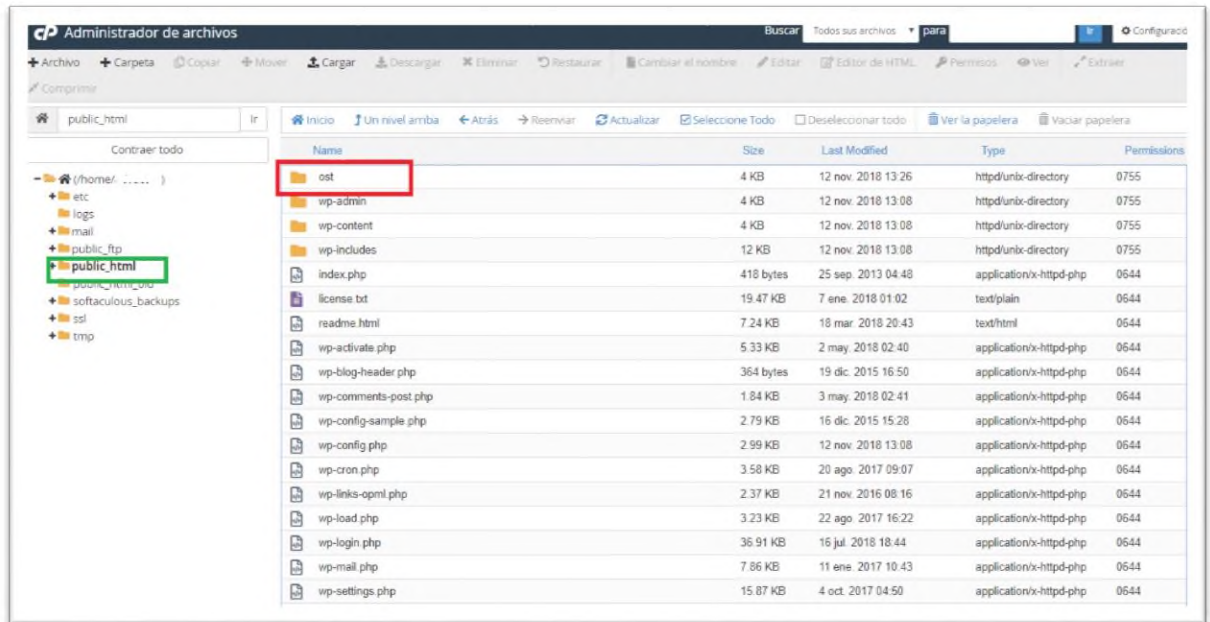 cP Administrador de archivos
Buscar Todos sus archivos para Ir Configuració
Archivo Carpeta Copiar Mover Cargar Descargar Eliminar Restaurar Cambiar el nombre Editar Editor de HTML Permisos Ver Extraer
Comprimir
public_html Ir
Inicio Un nivel arriba Atrás Reenviar Actualizar Seleccione Todo Deseleccionar todo Ver la papelera Vaciar papelera
Contraer todo
(/home/ )
etc
logs
mail
public_ftp
public_html
public_html_old
softaculous_backups
ssl
tmp
Name Size Last Modified Type Permissions
ost 4 KB 12 nov. 2018 13:26 httpd/unix-directory 0755
wp-admin 4 KB 12 nov. 2018 13:08 httpd/unix-directory 0755
wp-content 4 KB 12 nov. 2018 13:08 httpd/unix-directory 0755
wp-includes 12 KB 12 nov. 2018 13:08 httpd/unix-directory 0755
index.php 418 bytes 25 sep. 2013 04:48 application/x-httpd-php 0644
license.txt 19.47 KB 7 ene. 2018 01:02 text/plain 0644
readme.html 7.24 KB 18 mar. 2018 20:43 text/html 0644
wp-activate.php 5.33 KB 2 may. 2018 02:40 application/x-httpd-php 0644
wp-blog-header.php 364 bytes 19 dic. 2015 16:50 application/x-httpd-php 0644
wp-comments-post.php 1.84 KB 3 may. 2018 02:41 application/x-httpd-php 0644
wp-config-sample.php 2.79 KB 16 dic. 2015 15:28 application/x-httpd-php 0644
wp-config.php 2.99 KB 12 nov. 2018 13:08 application/x-httpd-php 0644
wp-cron.php 3.58 KB 20 ago. 2017 09:07 application/x-httpd-php 0644
wp-links-opml.php 2.37 KB 21 nov. 2016 08:16 application/x-httpd-php 0644
wp-load.php 3.23 KB 22 ago. 2017 16:22 application/x-httpd-php 0644
wp-login.php 36.91 KB 16 jul. 2018 18:44 application/x-httpd-php 0644
wp-mail.php 7.86 KB 11 ene. 2017 10:43 application/x-httpd-php 0644
wp-settings.php 15.87 KB 4 oct. 2017 04:50 application/x-httpd-php 0644